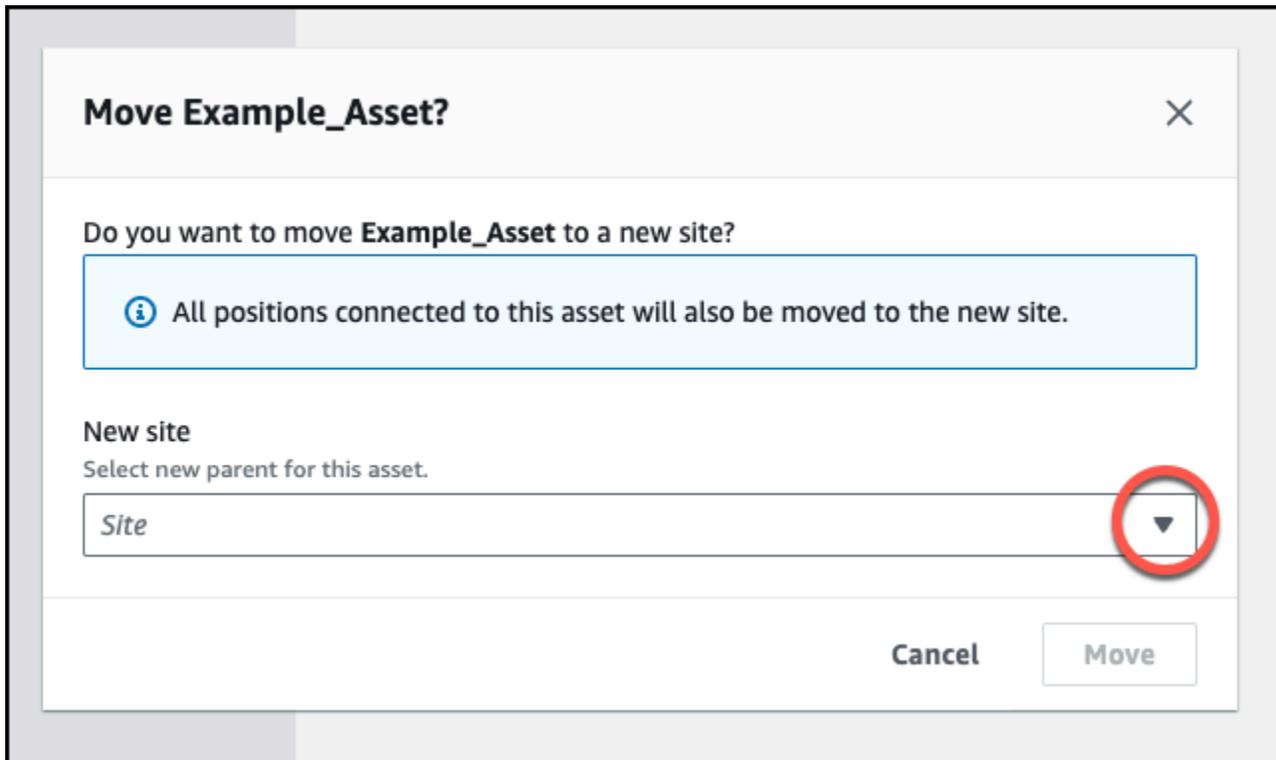 Move Example_Asset?
Do you want to move Example_Asset to a new site?
All positions connected to this asset will also be moved to the new site.
New site
Select new parent for this asset.
Site
Cancel
Move